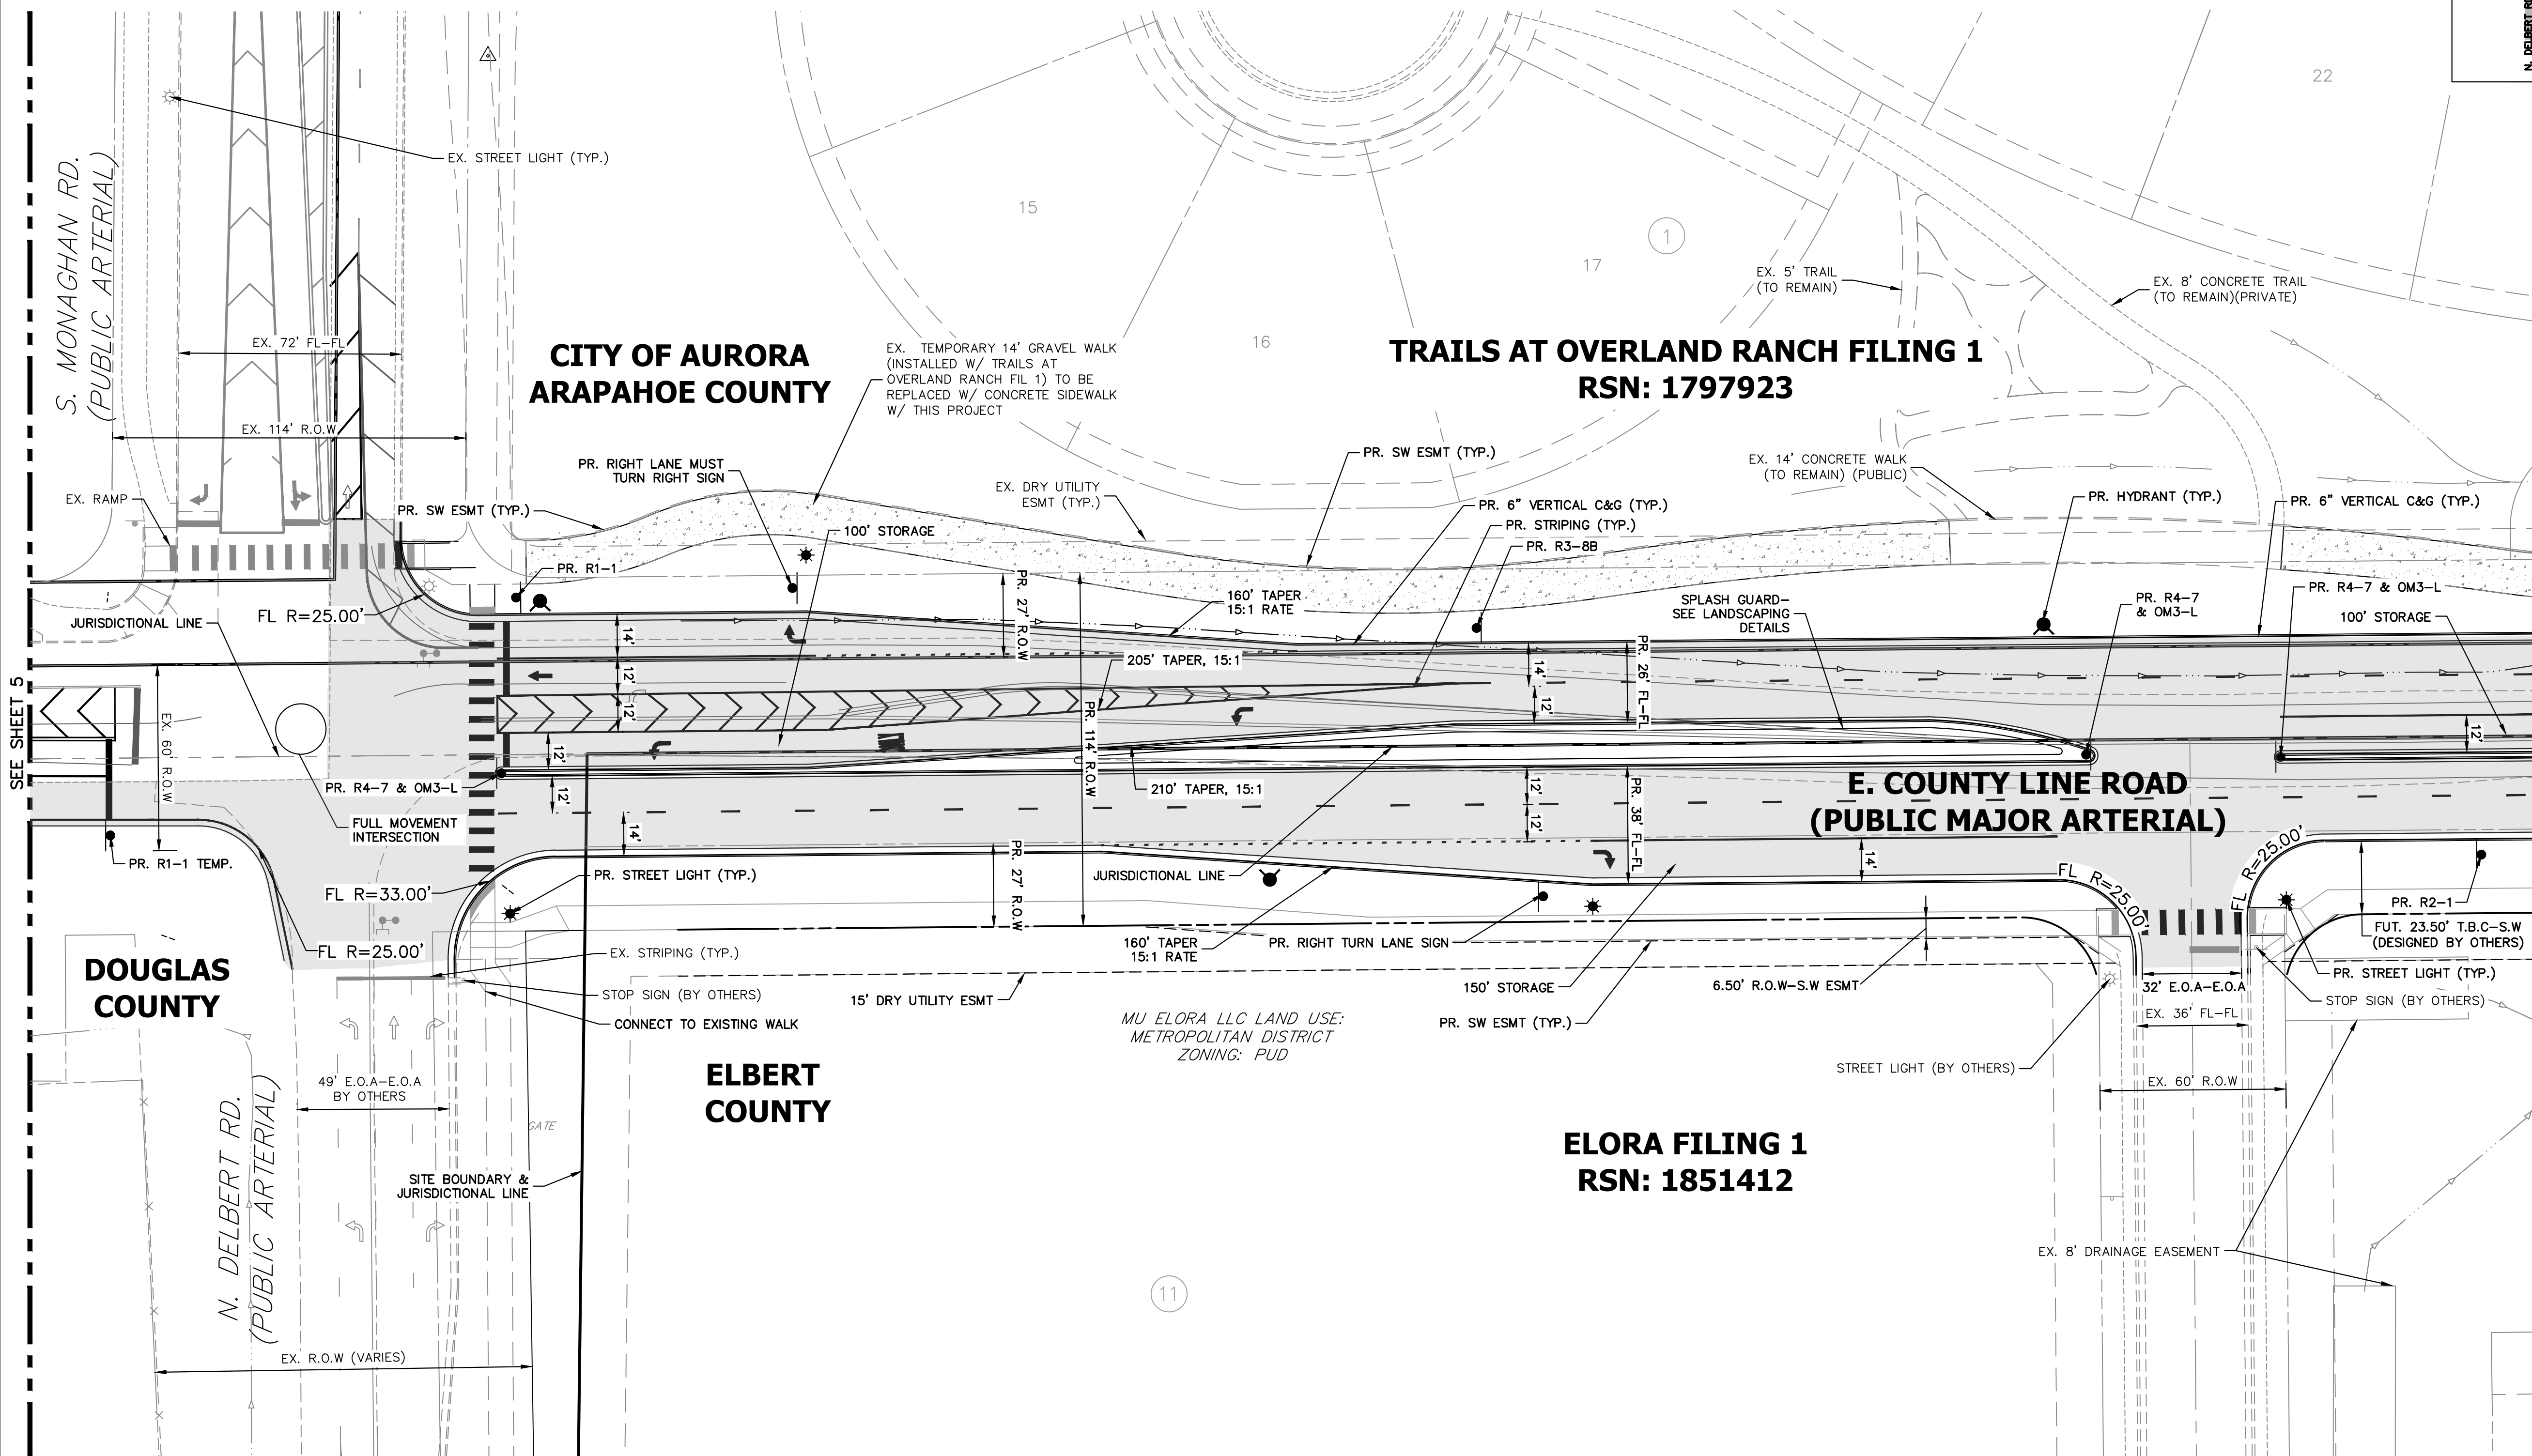 N. DELBERT RD
22
EX. STREET LIGHT (TYP.)
S. MONAGHAN RD.
(PUBLIC ARTERIAL)
15
1
17
16
EX. 5' TRAIL
(TO REMAIN)
EX. 8' CONCRETE TRAIL
(TO REMAIN)(PRIVATE)
EX. 72' FL-FL
CITY OF AURORA
ARAPAHOE COUNTY
EX. TEMPORARY 14' GRAVEL WALK
(INSTALLED W/ TRAILS AT
OVERLAND RANCH FIL 1) TO BE
REPLACED W/ CONCRETE SIDEWALK
W/ THIS PROJECT
TRAILS AT OVERLAND RANCH FILING 1
RSN: 1797923
EX. 114' R.O.W
PR. RIGHT LANE MUST
TURN RIGHT SIGN
PR. SW ESMT (TYP.)
EX. 14' CONCRETE WALK
(TO REMAIN) (PUBLIC)
EX. RAMP
PR. SW ESMT (TYP.)
EX. DRY UTILITY
ESMT (TYP.)
PR. HYDRANT (TYP.)
PR. 6" VERTICAL C&G (TYP.)
PR. 6" VERTICAL C&G (TYP.)
PR. STRIPING (TYP.)
100' STORAGE
PR. R3-8B
PR. R1-1
PR. 27' R.O.W
160' TAPER
15:1 RATE
SPLASH GUARD-
SEE LANDSCAPING
DETAILS
PR. R4-7
& OM3-L
PR. R4-7 & OM3-L
100' STORAGE
FL R=25.00'
JURISDICTIONAL LINE
14'
12'
12'
12'
12'
14'
205' TAPER, 15:1
14'
12'
PR. 26' FL-FL
12'
SEE SHEET 5
EX. 60' R.O.W
PR. 114' R.O.W
PR. R4-7 & OM3-L
210' TAPER, 15:1
12'
12'
PR. 38' FL-FL
E. COUNTY LINE ROAD
(PUBLIC MAJOR ARTERIAL)
FULL MOVEMENT
INTERSECTION
PR. R1-1 TEMP.
PR. STREET LIGHT (TYP.)
PR. 27' R.O.W
JURISDICTIONAL LINE
14'
FL R=25.00'
FL R=25.00'
FL R=33.00'
PR. R2-1
FUT. 23.50' T.B.C-S.W
(DESIGNED BY OTHERS)
FL R=25.00'
EX. STRIPING (TYP.)
160' TAPER
15:1 RATE
PR. RIGHT TURN LANE SIGN
DOUGLAS
COUNTY
STOP SIGN (BY OTHERS)
15' DRY UTILITY ESMT
150' STORAGE
6.50' R.O.W-S.W ESMT
32' E.O.A-E.O.A
PR. STREET LIGHT (TYP.)
STOP SIGN (BY OTHERS)
EX. 36' FL-FL
CONNECT TO EXISTING WALK
MU ELORA LLC LAND USE:
METROPOLITAN DISTRICT
ZONING: PUD
PR. SW ESMT (TYP.)
STREET LIGHT (BY OTHERS)
49' E.O.A-E.O.A
BY OTHERS
ELBERT
COUNTY
EX. 60' R.O.W
GATE
N. DELBERT RD.
(PUBLIC ARTERIAL)
ELORA FILING 1
RSN: 1851412
SITE BOUNDARY &
JURISDICTIONAL LINE
EX. 8' DRAINAGE EASEMENT
11
EX. R.O.W (VARIES)